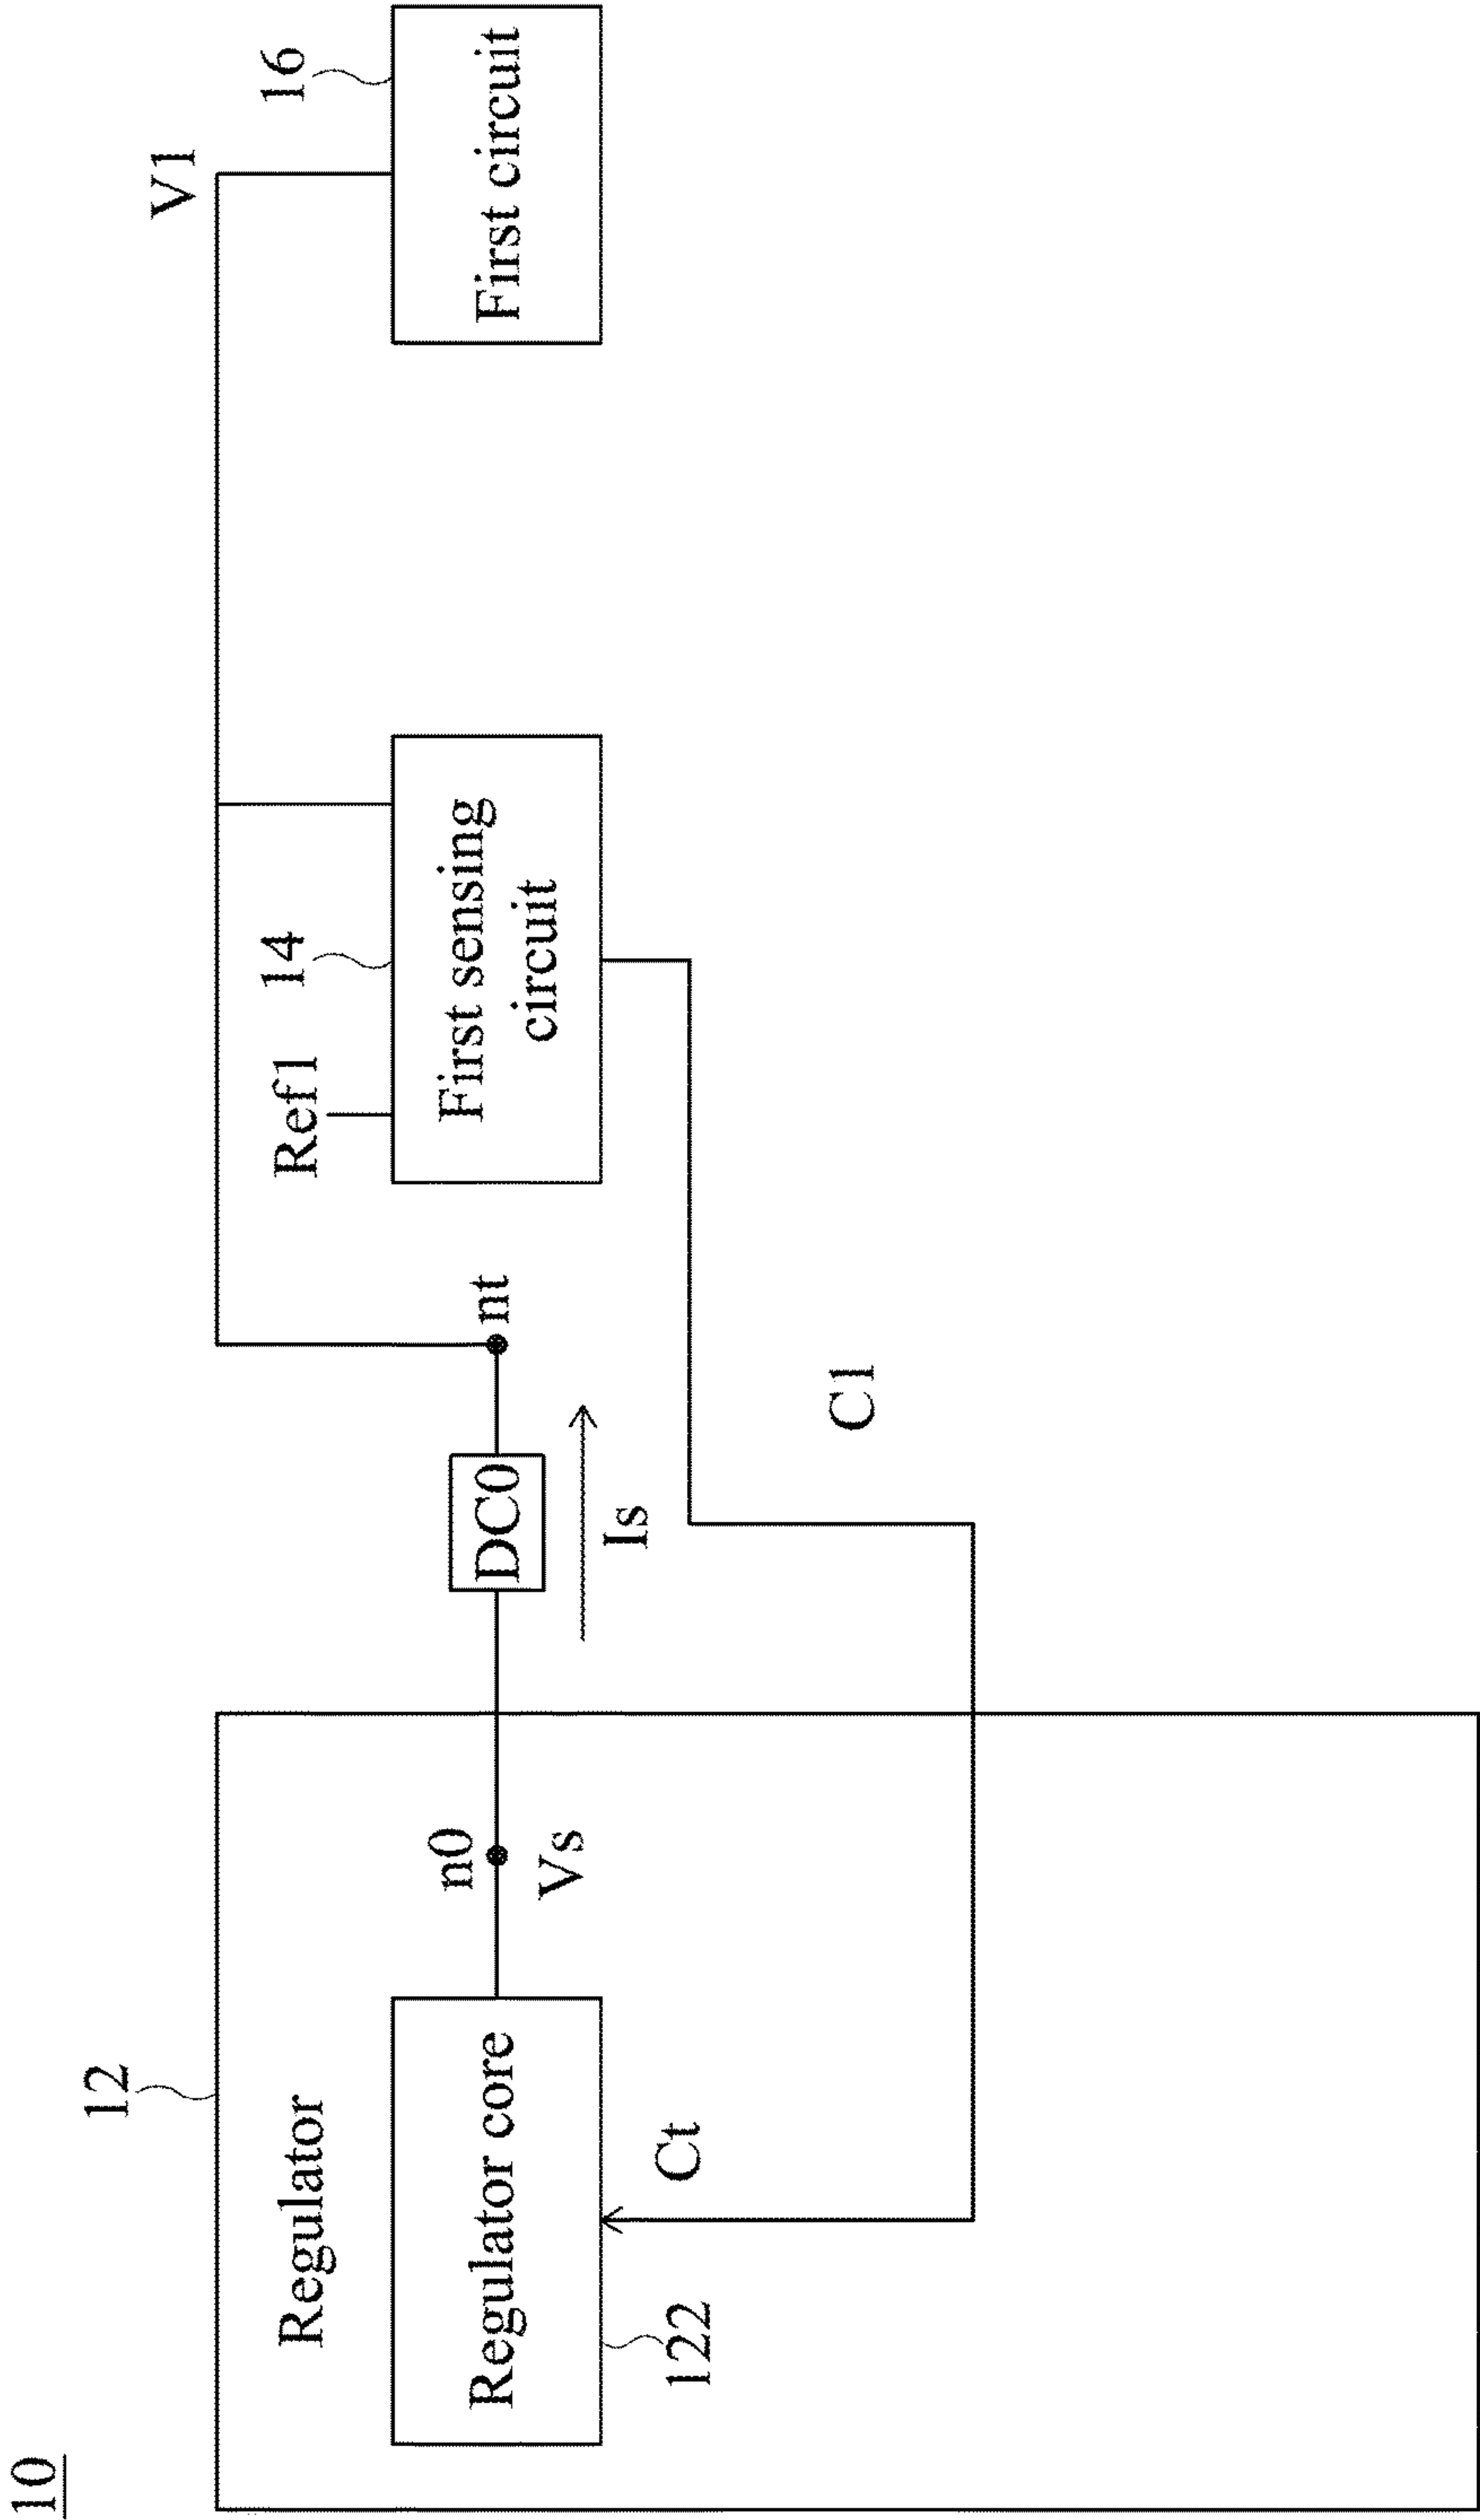 10
12
Regulator
Regulator core
122
Ct
n0
Vs
DC0
Is
nt
C1
Ref1
14
First sensing
circuit
V1
16
First circuit